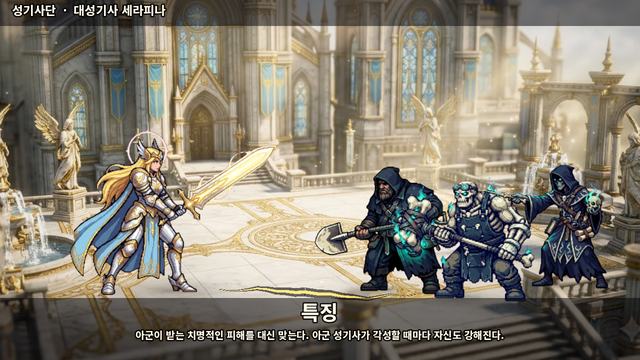 성기사단 · 대성기사 세라피나
특징
아군이 받는 치명적인 피해를 대신 맞는다. 아군 성기사가 각성할 때마다 자신도 강해진다.